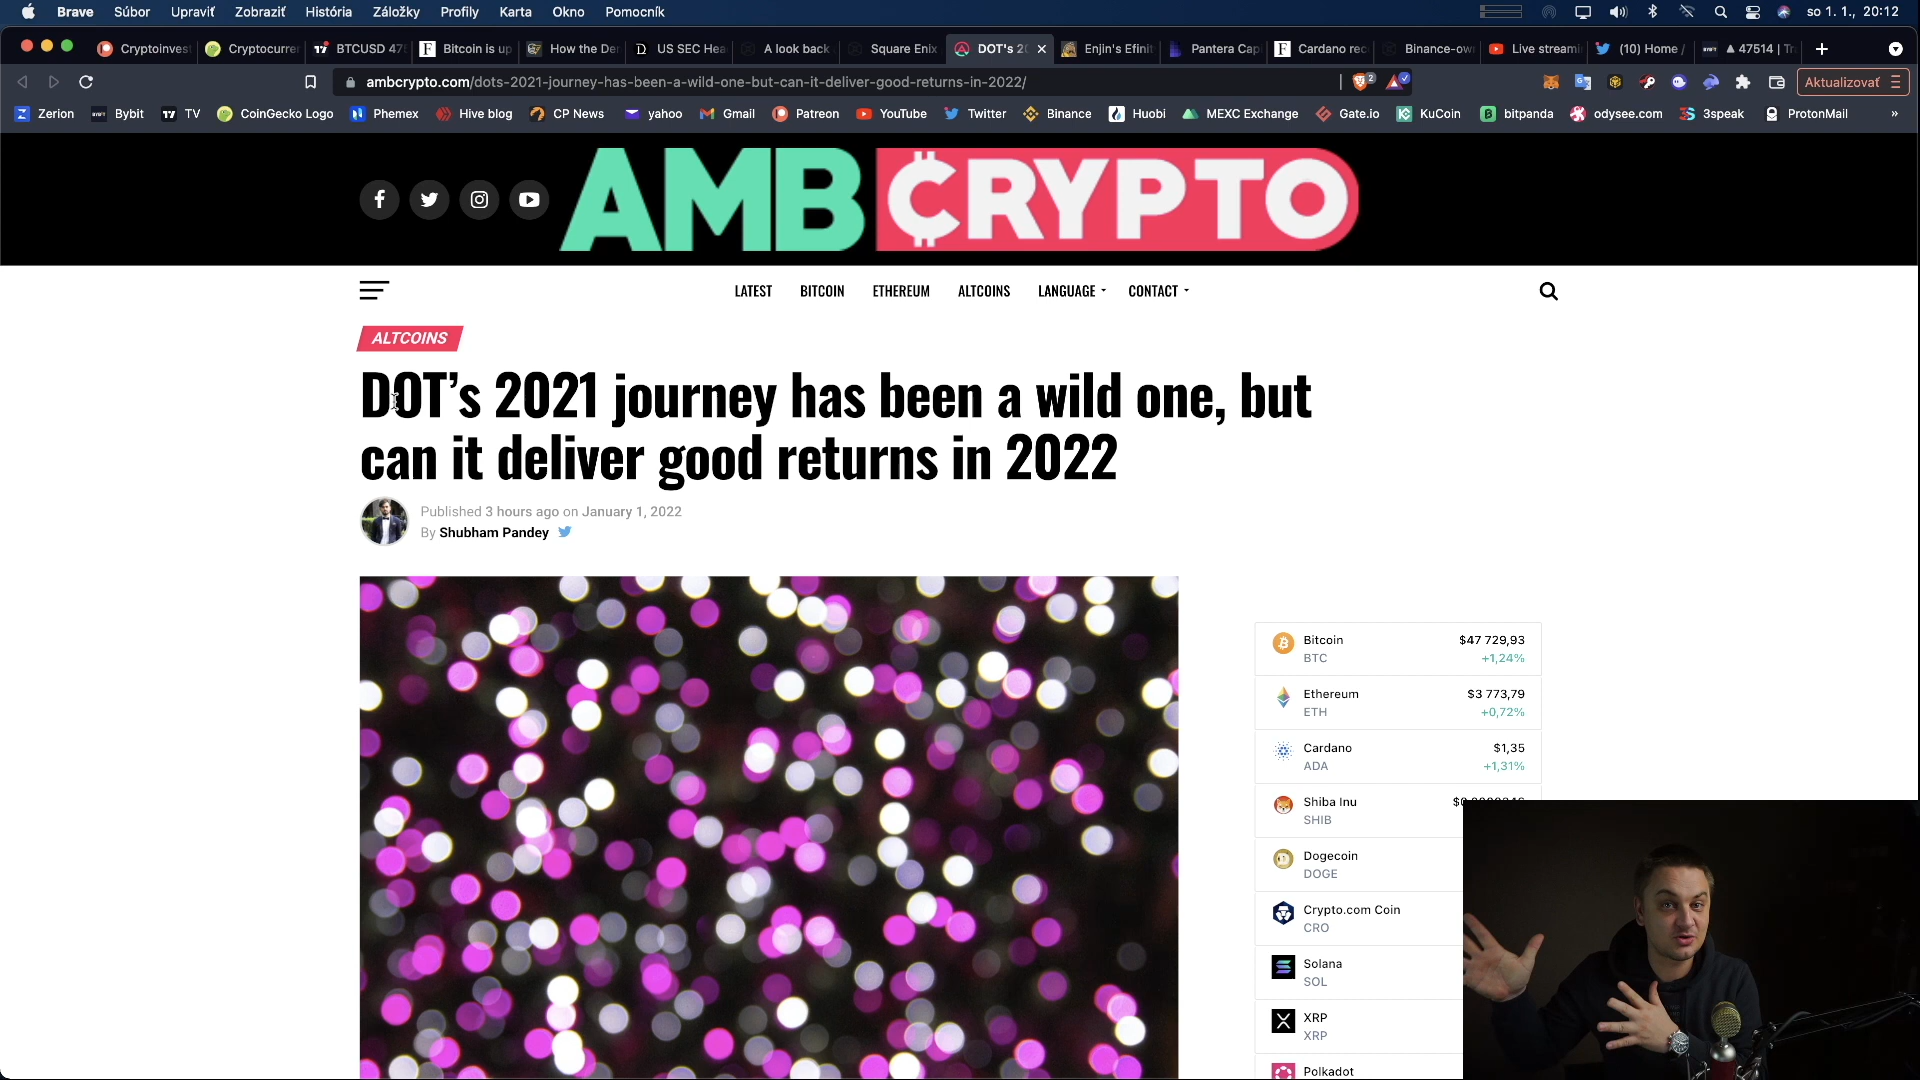 Brave Súbor Upraviť Zobraziť História Záložky Profily Karta Okno Pomocník so 1. 1., 20:12
Cryptoinvest Cryptocurren BTCUSD 47 Bitcoin is up How the De US SEC Hea A look back Square Enix DOT's 20 Enjin's Efinit Pantera Cap Cardano rec Binance-ow Live streami (10) Home / ▲ 47514 | Tr
ambcrypto.com/dots-2021-journey-has-been-a-wild-one-but-can-it-deliver-good-returns-in-2022/ 2 Aktualizovať
Zerion Bybit TV CoinGecko Logo Phemex Hive blog CP News yahoo Gmail Patreon YouTube Twitter Binance Huobi MEXC Exchange Gate.io KuCoin bitpanda odysee.com 3speak ProtonMail »
AMBCRYPTO
LATEST BITCOIN ETHEREUM ALTCOINS LANGUAGE CONTACT
ALTCOINS
DOT’s 2021 journey has been a wild one, but
can it deliver good returns in 2022
Published 3 hours ago on January 1, 2022
By Shubham Pandey
Bitcoin $47 729,93
BTC +1,24%
Ethereum $3 773,79
ETH +0,72%
Cardano $1,35
ADA +1,31%
Shiba Inu
SHIB
Dogecoin
DOGE
Crypto.com Coin
CRO
Solana
SOL
XRP
XRP
Polkadot